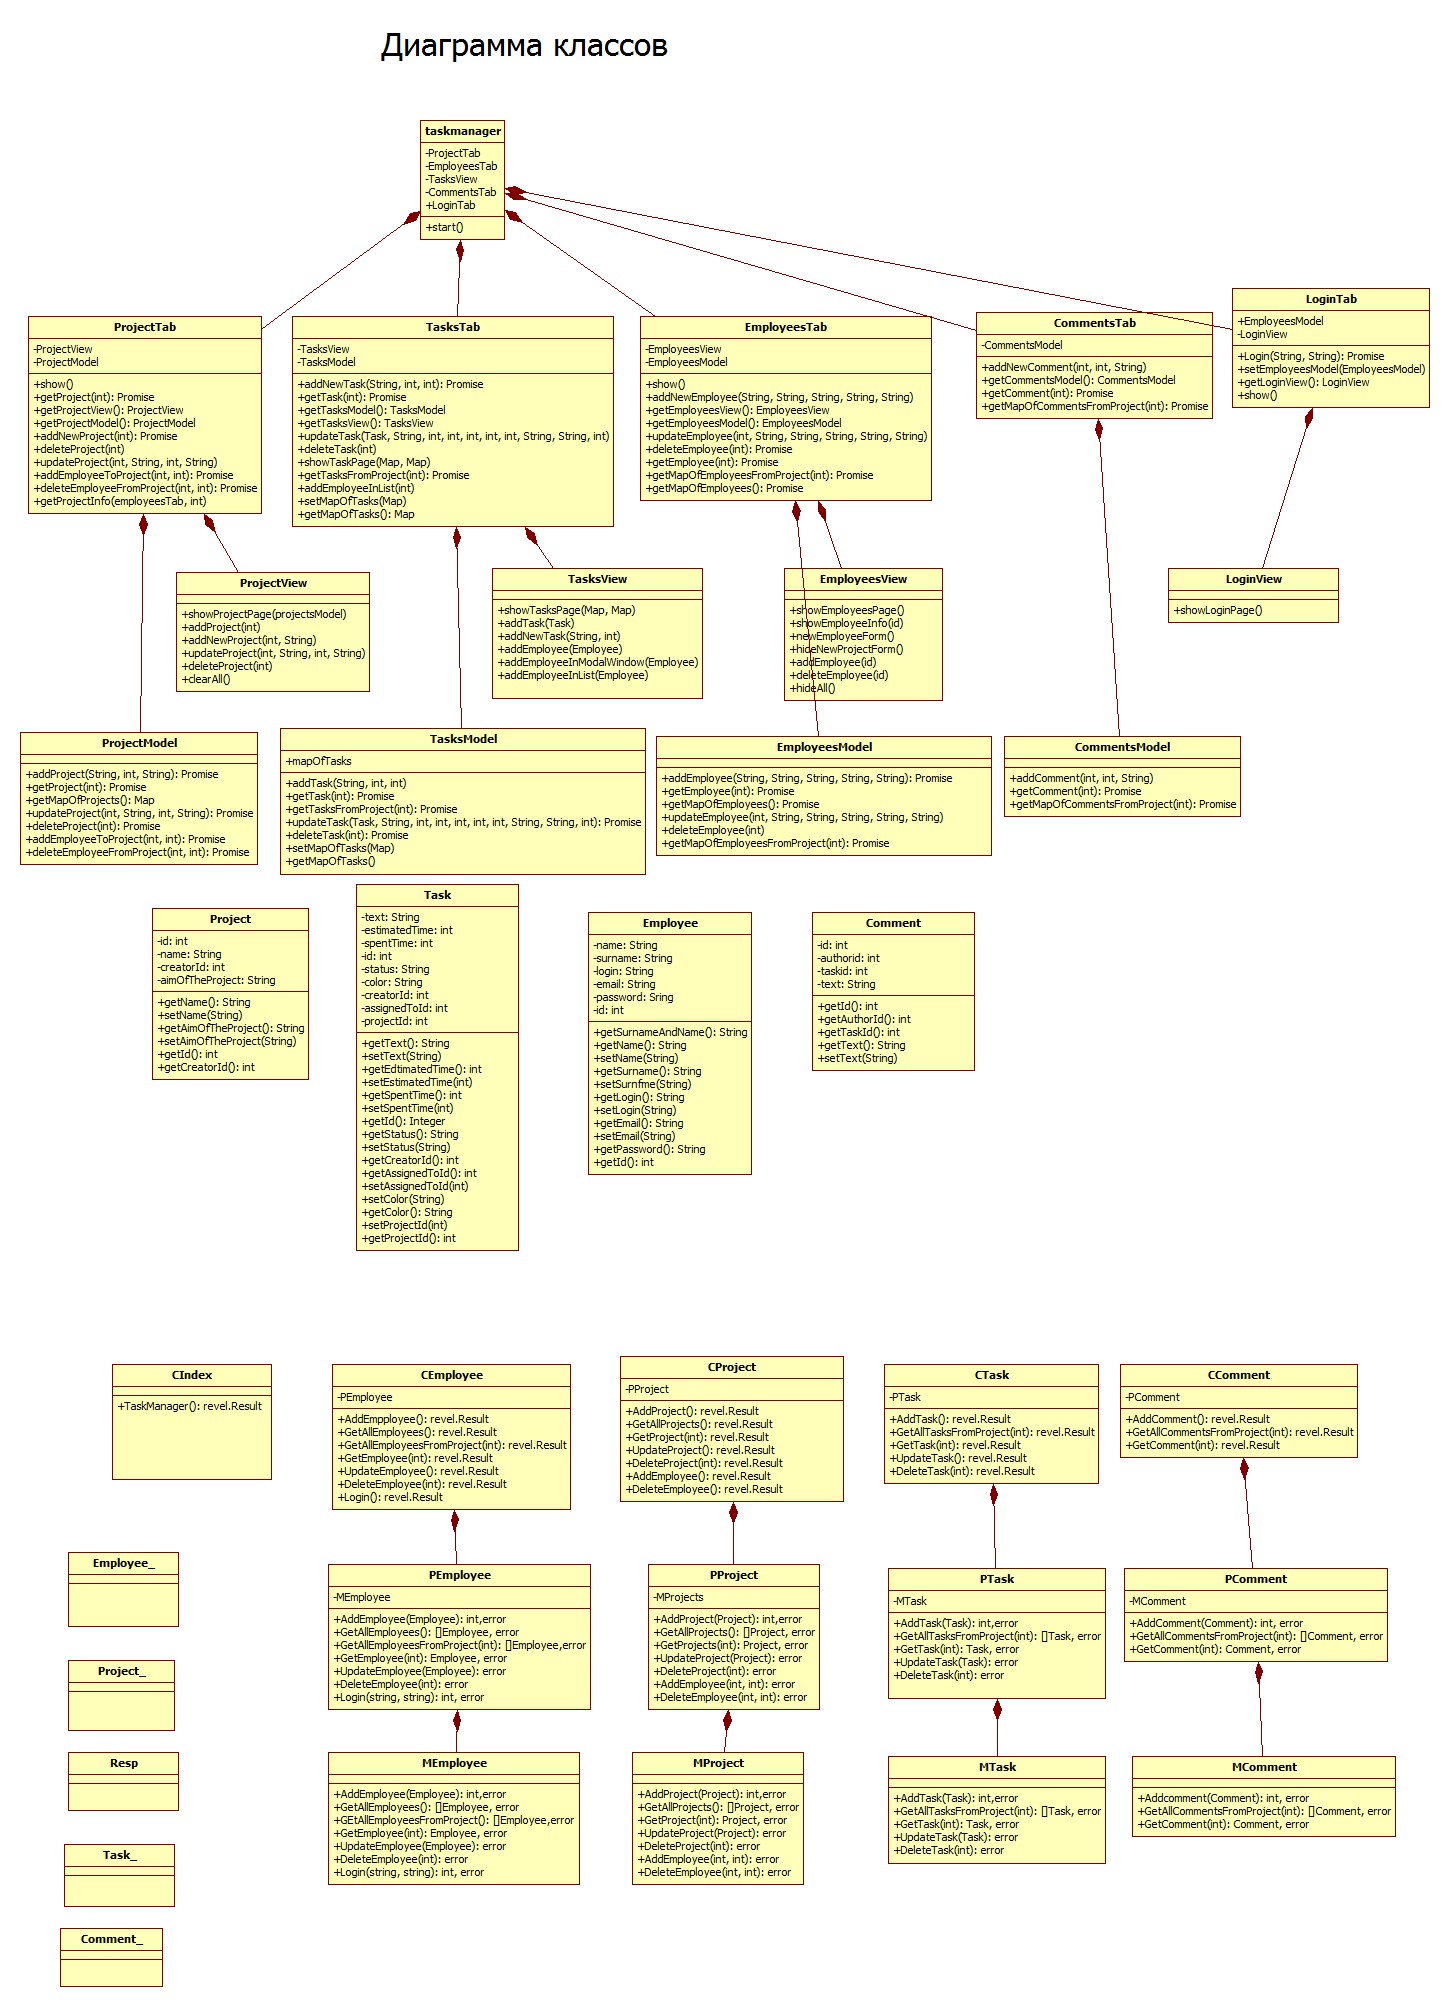 Диаграмма классов
taskmanager
-ProjectTab
-EmployeesTab
-TasksView
-CommentsTab
+LoginTab
+start()
ProjectTab
-ProjectView
-ProjectModel
+show()
+getProject(int): Promise
+getProjectView(): ProjectView
+getProjectModel(): ProjectModel
+addNewProject(int): Promise
+deleteProject(int)
+updateProject(int, String, int, String)
+addEmployeeToProject(int, int): Promise
+deleteEmployeeFromProject(int, int): Promise
+getProjectInfo(employeesTab, int)
TasksTab
-TasksView
-TasksModel
+addNewTask(String, int, int): Promise
+getTask(int): Promise
+getTasksModel(): TasksModel
+getTasksView(): TasksView
+updateTask(Task, String, int, int, int, int, int, String, String, int)
+deleteTask(int)
+showTaskPage(Map, Map)
+getTasksFromProject(int): Promise
+addEmployeeInList(int)
+setMapOfTasks(Map)
+getMapOfTasks(): Map
EmployeesTab
-EmployeesView
-EmployeesModel
+show()
+addNewEmployee(String, String, String, String, String)
+getEmployeesView(): EmployeesView
+getEmployeesModel(): EmployeesModel
+updateEmployee(int, String, String, String, String, String)
+deleteEmployee(int): Promise
+getEmployee(int): Promise
+getMapOfEmployeesFromProject(int): Promise
+getMapOfEmployees(): Promise
CommentsTab
-CommentsModel
+addNewComment(int, int, String)
+getCommentsModel(): CommentsModel
+getComment(int): Promise
+getMapOfCommentsFromProject(int): Promise
LoginTab
+EmployeesModel
-LoginView
+Login(String, String): Promise
+setEmployeesModel(EmployeesModel)
+getLoginView(): LoginView
+show()
ProjectView
+showProjectPage(projectsModel)
+addProject(int)
+addNewProject(int, String)
+updateProject(int, String, int, String)
+deleteProject(int)
+clearAll()
TasksView
+showTasksPage(Map, Map)
+addTask(Task)
+addNewTask(String, int)
+addEmployee(Employee)
+addEmployeeInModalWindow(Employee)
+addEmployeeInList(Employee)
EmployeesView
+showEmployeesPage()
+showEmployeeInfo(id)
+newEmployeeForm()
+hideNewProjectForm()
+addEmployee(id)
+deleteEmployee(id)
+hideAll()
LoginView
+showLoginPage()
ProjectModel
+addProject(String, int, String): Promise
+getProject(int): Promise
+getMapOfProjects(): Map
+updateProject(int, String, int, String): Promise
+deleteProject(int): Promise
+addEmployeeToProject(int, int): Promise
+deleteEmployeeFromProject(int, int): Promise
TasksModel
+mapOfTasks
+addTask(String, int, int)
+getTask(int): Promise
+getTasksFromProject(int): Promise
+updateTask(Task, String, int, int, int, int, int, String, String, int): Promise
+deleteTask(int): Promise
+setMapOfTasks(Map)
+getMapOfTasks()
EmployeesModel
+addEmployee(String, String, String, String, String): Promise
+getEmployee(int): Promise
+getMapOfEmployees(): Promise
+updateEmployee(int, String, String, String, String, String)
+deleteEmployee(int)
+getMapOfEmployeesFromProject(int): Promise
CommentsModel
+addComment(int, int, String)
+getComment(int): Promise
+getMapOfCommentsFromProject(int): Promise
Project
-id: int
-name: String
-creatorId: int
-aimOfTheProject: String
+getName(): String
+setName(String)
+getAimOfTheProject(): String
+setAimOfTheProject(String)
+getId(): int
+getCreatorId(): int
Task
-text: String
-estimatedTime: int
-spentTime: int
-id: int
-status: String
-color: String
-creatorId: int
-assignedToId: int
-projectId: int
+getText(): String
+setText(String)
+getEdtimatedTime(): int
+setEstimatedTime(int)
+getSpentTime(): int
+setSpentTime(int)
+getId(): Integer
+getStatus(): String
+setStatus(String)
+getCreatorId(): int
+getAssignedToId(): int
+setAssignedToId(int)
+setColor(String)
+getColor(): String
+setProjectId(int)
+getProjectId(): int
Employee
-name: String
-surname: String
-login: String
-email: String
-password: Sring
-id: int
+getSurnameAndName(): String
+getName(): String
+setName(String)
+getSurname(): String
+setSurnfme(String)
+getLogin(): String
+setLogin(String)
+getEmail(): String
+setEmail(String)
+getPassword(): String
+getId(): int
Comment
-id: int
-authorid: int
-taskid: int
-text: String
+getId(): int
+getAuthorId(): int
+getTaskId(): int
+getText(): String
+setText(String)
CIndex
+TaskManager(): revel.Result
CEmployee
-PEmployee
+AddEmpployee(): revel.Result
+GetAllEmployees(): revel.Result
+GetAllEmployeesFromProject(int): revel.Result
+GetEmployee(int): revel.Result
+UpdateEmployee(): revel.Result
+DeleteEmployee(int): revel.Result
+Login(): revel.Result
CProject
-PProject
+AddProject(): revel.Result
+GetAllProjects(): revel.Result
+GetProject(int): revel.Result
+UpdateProject(): revel.Result
+DeleteProject(int): revel.Result
+AddEmployee(): revel.Result
+DeleteEmployee(): revel.Result
CTask
-PTask
+AddTask(): revel.Result
+GetAllTasksFromProject(int): revel.Result
+GetTask(int): revel.Result
+UpdateTask(): revel.Result
+DeleteTask(int): revel.Result
CComment
-PComment
+AddComment(): revel.Result
+GetAllCommentsFromProject(int): revel.Result
+GetComment(int): revel.Result
Employee_
Project_
Resp
Task_
Comment_
PEmployee
-MEmployee
+AddEmployee(Employee): int,error
+GetAllEmployees(): []Employee, error
+GetAllEmployeesFromProject(int): []Employee,error
+GetEmployee(int): Employee, error
+UpdateEmployee(Employee): error
+DeleteEmployee(int): error
+Login(string, string): int, error
PProject
-MProjects
+AddProject(Project): int,error
+GetAllProjects(): []Project, error
+GetProjects(int): Project, error
+UpdateProject(Project): error
+DeleteProject(int): error
+AddEmployee(int, int): error
+DeleteEmployee(int, int): error
PTask
-MTask
+AddTask(Task): int,error
+GetAllTasksFromProject(int): []Task, error
+GetTask(int): Task, error
+UpdateTask(Task): error
+DeleteTask(int): error
PComment
-MComment
+AddComment(Comment): int, error
+GetAllCommentsFromProject(int): []Comment, error
+GetComment(int): Comment, error
MEmployee
+AddEmployee(Employee): int,error
+GetAllEmployees(): []Employee, error
+GEtAllEmployeesFromProject(): []Employee,error
+GetEmployee(int): Employee, error
+UpdateEmployee(Employee): error
+DeleteEmployee(int): error
+Login(string, string): int, error
MProject
+AddProject(Project): int,error
+GetAllProjects(): []Project, error
+GetProject(int): Project, error
+UpdateProject(Project): error
+DeleteProject(int): error
+AddEmployee(int, int): error
+DeleteEmployee(int, int): error
MTask
+AddTask(Task): int,error
+GetAllTasksFromProject(int): []Task, error
+GetTask(int): Task, error
+UpdateTask(Task): error
+DeleteTask(int): error
MComment
+Addcomment(Comment): int, error
+GetAllCommentsFromProject(int): []Comment, error
+GetComment(int): Comment, error